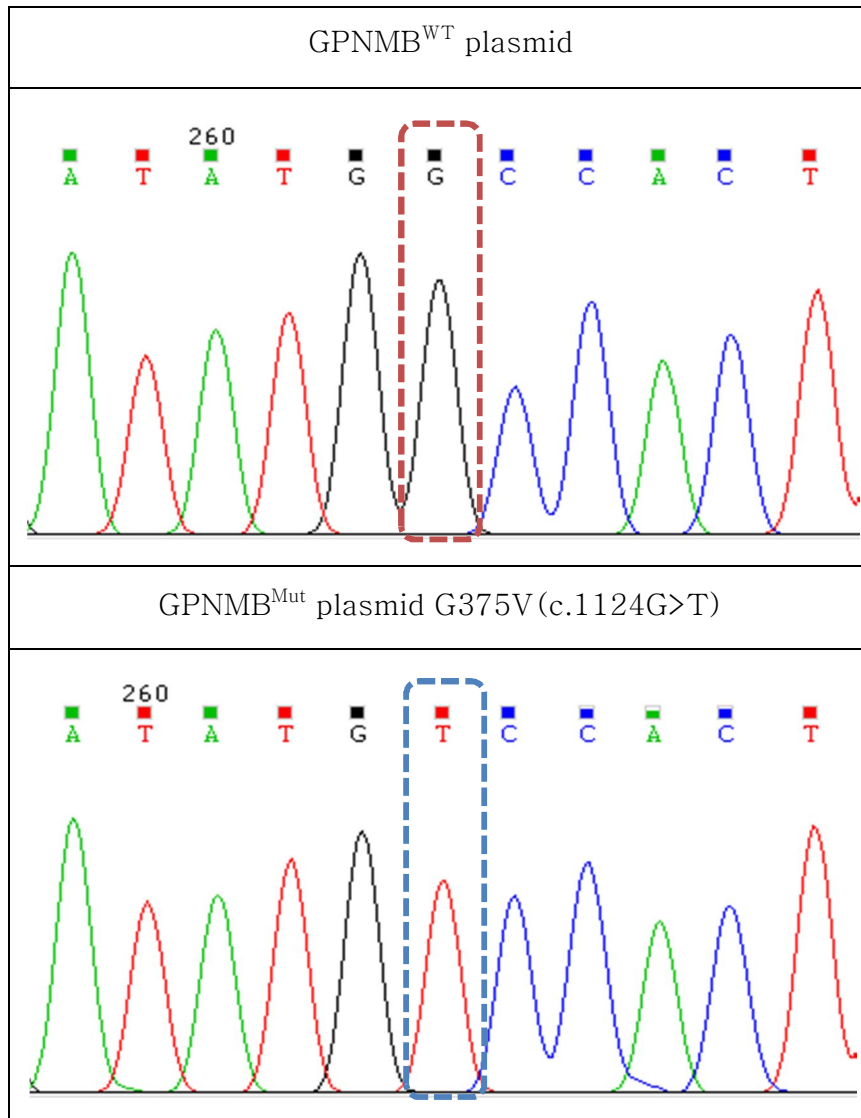 GPNMBWT plasmid
260
A T A T G G C C A C T
GPNMBMut plasmid G375V(c.1124G>T)
260
A T A T G T C C A C T